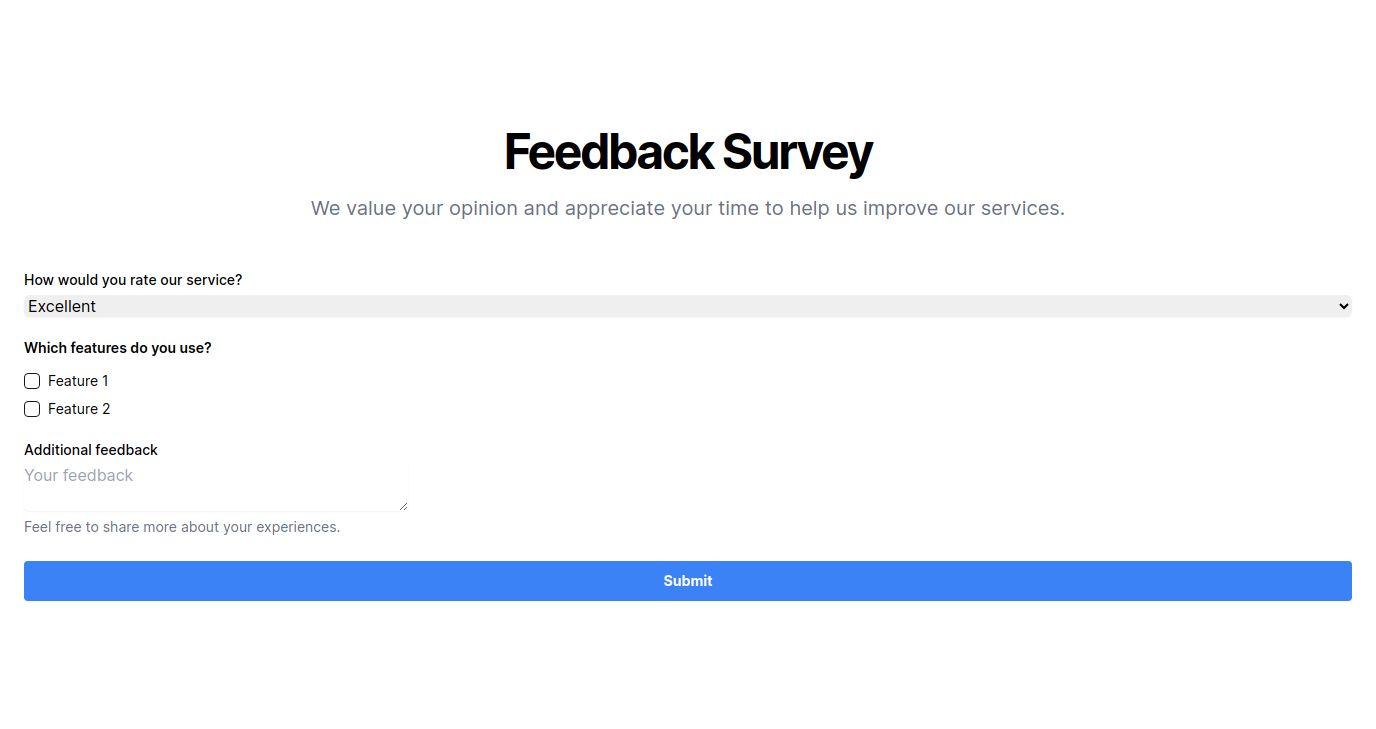 Feedback Survey
We value your opinion and appreciate your time to help us improve our services.
How would you rate our service?
Excellent
Which features do you use?
Feature 1
Feature 2
Additional feedback
Your feedback
Feel free to share more about your experiences.
Submit